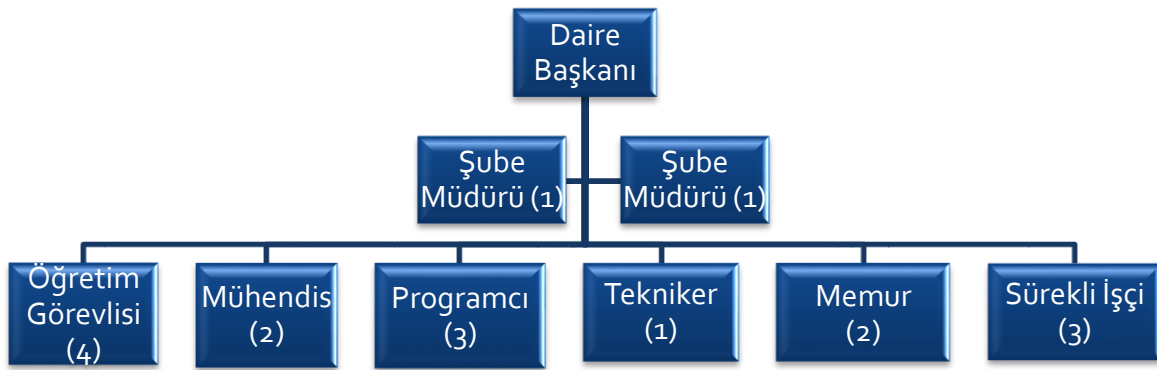 Daire
Başkanı
Şube
Müdürü (1)
Şube
Müdürü (1)
Öğretim
Görevlisi
(4)
Mühendis
(2)
Programcı
(3)
Tekniker
(1)
Memur
(2)
Sürekli İşçi
(3)